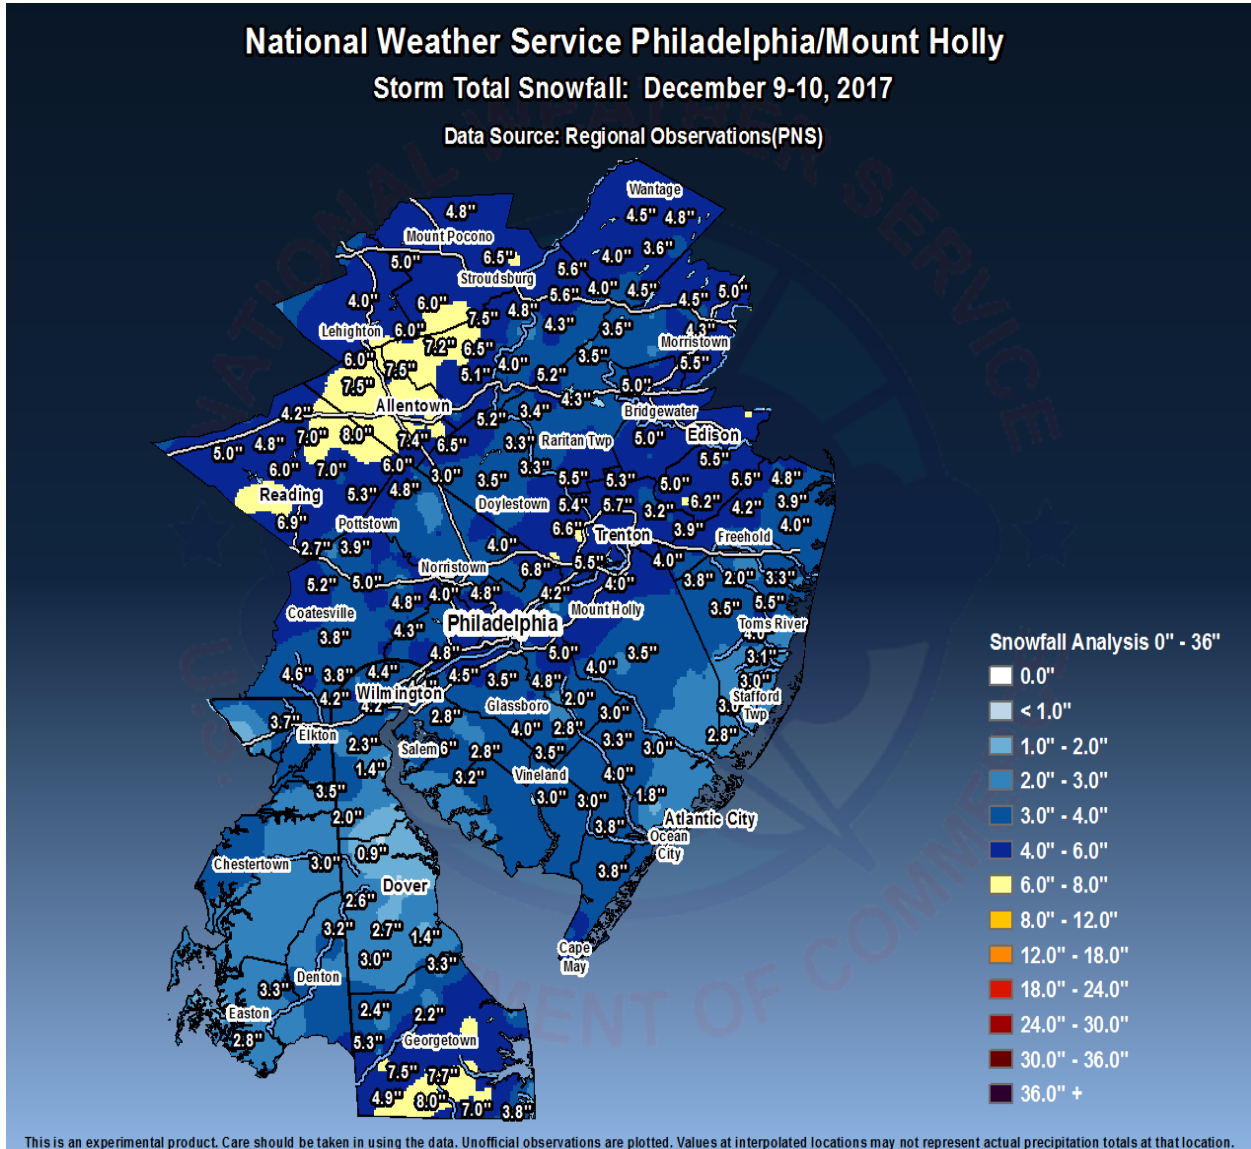 National Weather Service Philadelphia/Mount Holly
Storm Total Snowfall: December 9-10, 2017
Data Source: Regional Observations(PNS)
Wantage
4.8" 4.5" 4.8"
Mount Pocono 3.6"
5.0" 6.5" 4.0"
Stroudsburg 5.6"
4.0" 6.0" 4.8" 5.6" 4.0" 4.5" 4.5" 5.0"
Lehighton 6.0" 7.5" 4.3" 3.5" 4.3"
7.2" 6.5" Morristown
6.0" 7.5" 5.1" 4.0" 5.2" 3.5" 5.5"
7.5" 5.0"
Allentown 4.3" Bridgewater
4.2" 5.2" 3.4"
5.0" 4.8" 7.0" 8.0" 7.4" 6.5" 3.3" Raritan Twp 5.0" Edison
6.0" 7.0" 6.0" 3.0" 3.5" 3.3" 5.5" 5.3" 5.0" 5.5" 5.5" 4.8"
Reading 5.3" 4.8" Doylestown 5.4" 5.7" 3.2" 6.2" 4.2" 3.9"
6.9" Pottstown 6.6" Trenton 3.9" Freehold 4.0"
2.7" 3.9" 4.0"
Norristown 6.8" 5.5" 4.0"
5.2" 5.0" 4.0" 4.8" 4.2" 4.0" 3.8" 2.0" 3.3"
Coatesville 4.8" Mount Holly 3.5" 5.5"
3.8" 4.3" Philadelphia Toms River
4.0"
4.8" 5.0" 3.5" 3.1"
4.6" 3.8" 4.4" 4.5" 3.5" 4.8" 4.0" 3.0"
4.2" Wilmington Glassboro 2.0" Stafford
4.2" Twp
3.7" 2.8" 4.0" 2.8" 3.0" 3.0
Elkton 2.3" Salem 6" 2.8" 3.5" 3.3" 3.0" 2.8"
1.4" 3.2" Vineland 4.0"
3.5" 3.0" 3.0" 1.8"
2.0" 3.8" Atlantic City
Ocean
City
0.9"
Chestertown 3.0" 3.8"
Dover
2.6"
3.2" 2.7" 1.4"
Cape
May
3.0" 3.3"
Denton
3.3"
Easton 2.4" 2.2"
2.8" 5.3" Georgetown
7.5" 7.7"
4.9" 8.0" 7.0" 3.8"
Snowfall Analysis 0" - 36"
0.0"
< 1.0"
1.0" - 2.0"
2.0" - 3.0"
3.0" - 4.0"
4.0" - 6.0"
6.0" - 8.0"
8.0" - 12.0"
12.0" - 18.0"
18.0" - 24.0"
24.0" - 30.0"
30.0" - 36.0"
36.0" +
This is an experimental product. Care should be taken in using the data. Unofficial observations are plotted. Values at interpolated locations may not represent actual precipitation totals at that location.